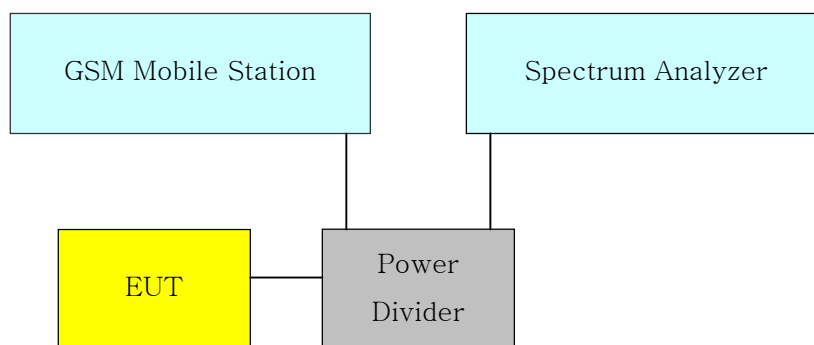 GSM Mobile Station
Spectrum Analyzer
EUT
Power
Divider